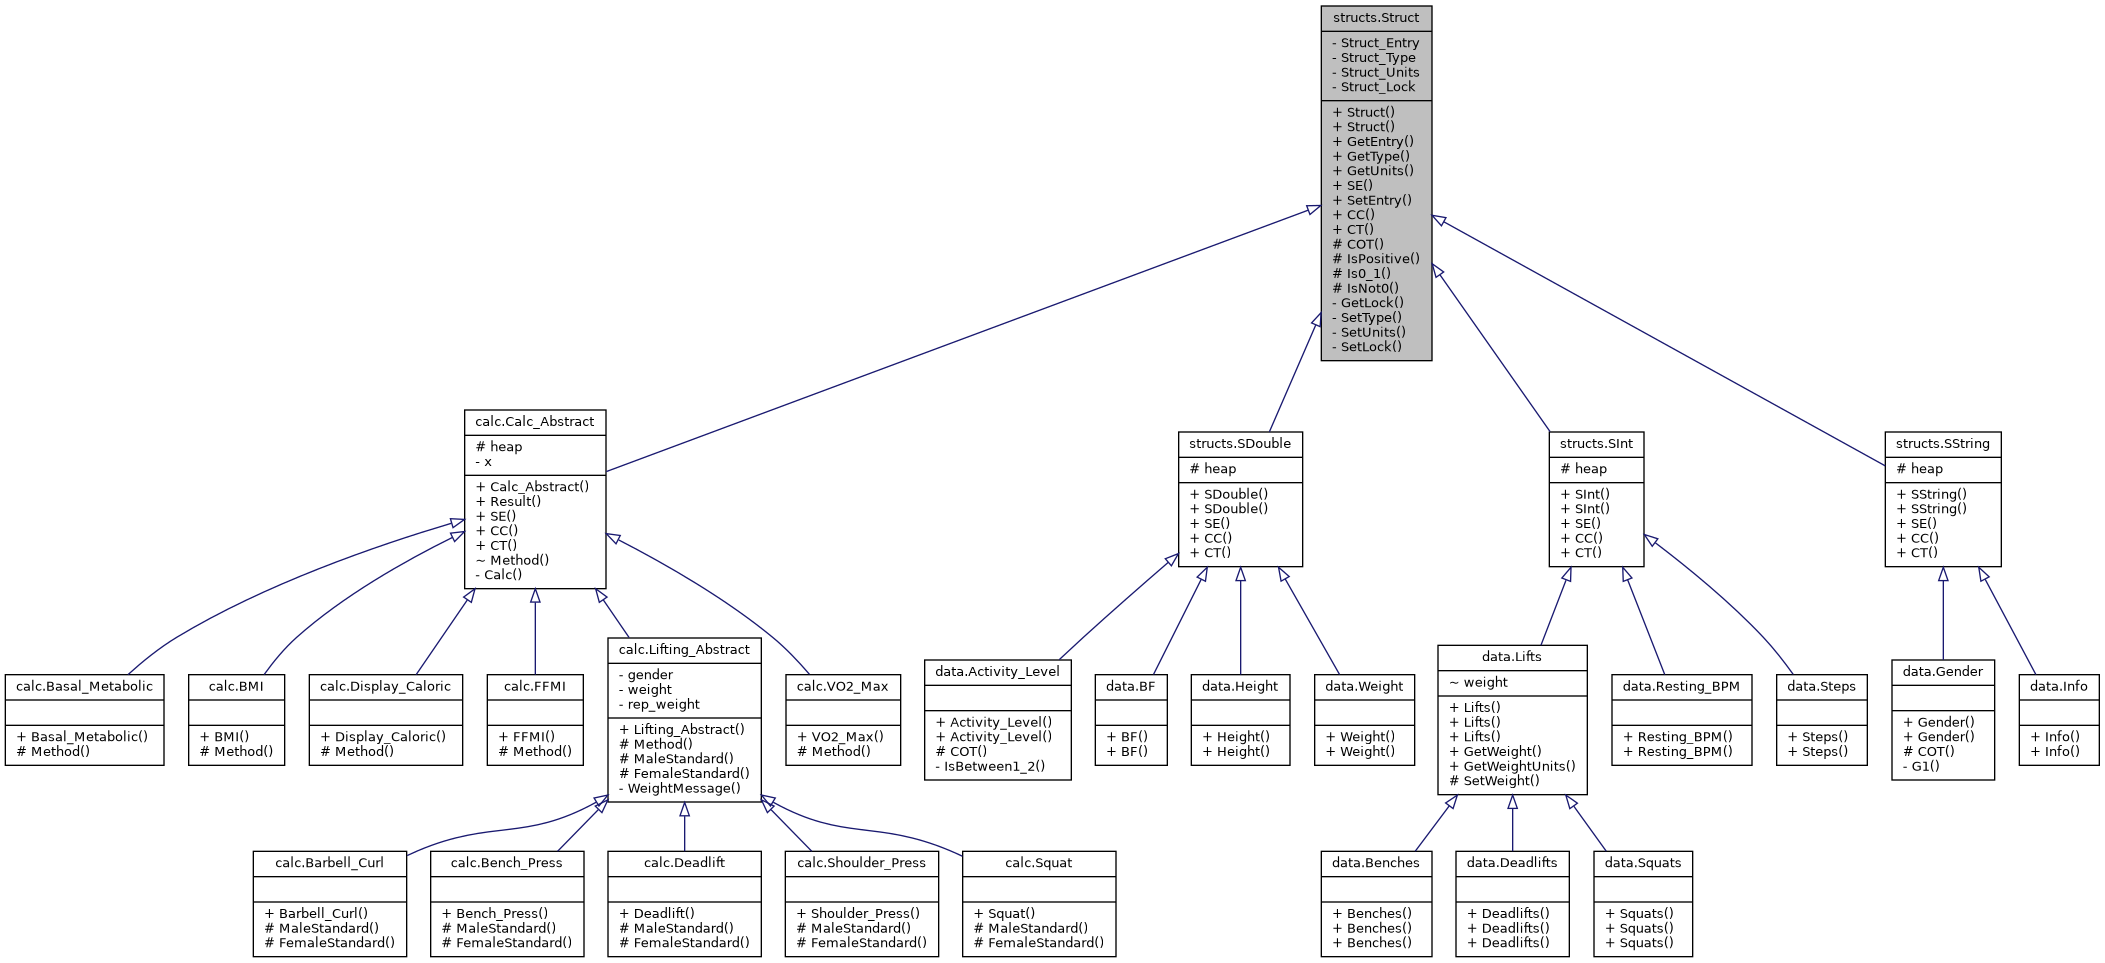 structs.Struct
- Struct_Entry
- Struct_Type
- Struct_Units
- Struct_Lock
+ Struct()
+ Struct()
+ GetEntry()
+ GetType()
+ GetUnits()
+ SE()
+ SetEntry()
+ CC()
+ CT()
# COT()
# IsPositive()
# Is0_1()
# IsNot0()
- GetLock()
- SetType()
- SetUnits()
- SetLock()
calc.Calc_Abstract
# heap
- x
+ Calc_Abstract()
+ Result()
+ SE()
+ CC()
+ CT()
~ Method()
- Calc()
structs.SDouble
# heap
+ SDouble()
+ SDouble()
+ SE()
+ CC()
+ CT()
structs.SInt
# heap
+ SInt()
+ SInt()
+ SE()
+ CC()
+ CT()
structs.SString
# heap
+ SString()
+ SString()
+ SE()
+ CC()
+ CT()
calc.Basal_Metabolic
+ Basal_Metabolic()
# Method()
calc.BMI
+ BMI()
# Method()
calc.Display_Caloric
+ Display_Caloric()
# Method()
calc.FFMI
+ FFMI()
# Method()
calc.Lifting_Abstract
- gender
- weight
- rep_weight
+ Lifting_Abstract()
# Method()
# MaleStandard()
# FemaleStandard()
- WeightMessage()
calc.VO2_Max
+ VO2_Max()
# Method()
data.Activity_Level
+ Activity_Level()
+ Activity_Level()
# COT()
- IsBetween1_2()
data.BF
+ BF()
+ BF()
data.Height
+ Height()
+ Height()
data.Weight
+ Weight()
+ Weight()
data.Lifts
~ weight
+ Lifts()
+ Lifts()
+ Lifts()
+ GetWeight()
+ GetWeightUnits()
# SetWeight()
data.Resting_BPM
+ Resting_BPM()
+ Resting_BPM()
data.Steps
+ Steps()
+ Steps()
data.Gender
+ Gender()
+ Gender()
# COT()
- G1()
data.Info
+ Info()
+ Info()
calc.Barbell_Curl
+ Barbell_Curl()
# MaleStandard()
# FemaleStandard()
calc.Bench_Press
+ Bench_Press()
# MaleStandard()
# FemaleStandard()
calc.Deadlift
+ Deadlift()
# MaleStandard()
# FemaleStandard()
calc.Shoulder_Press
+ Shoulder_Press()
# MaleStandard()
# FemaleStandard()
calc.Squat
+ Squat()
# MaleStandard()
# FemaleStandard()
data.Benches
+ Benches()
+ Benches()
+ Benches()
data.Deadlifts
+ Deadlifts()
+ Deadlifts()
+ Deadlifts()
data.Squats
+ Squats()
+ Squats()
+ Squats()